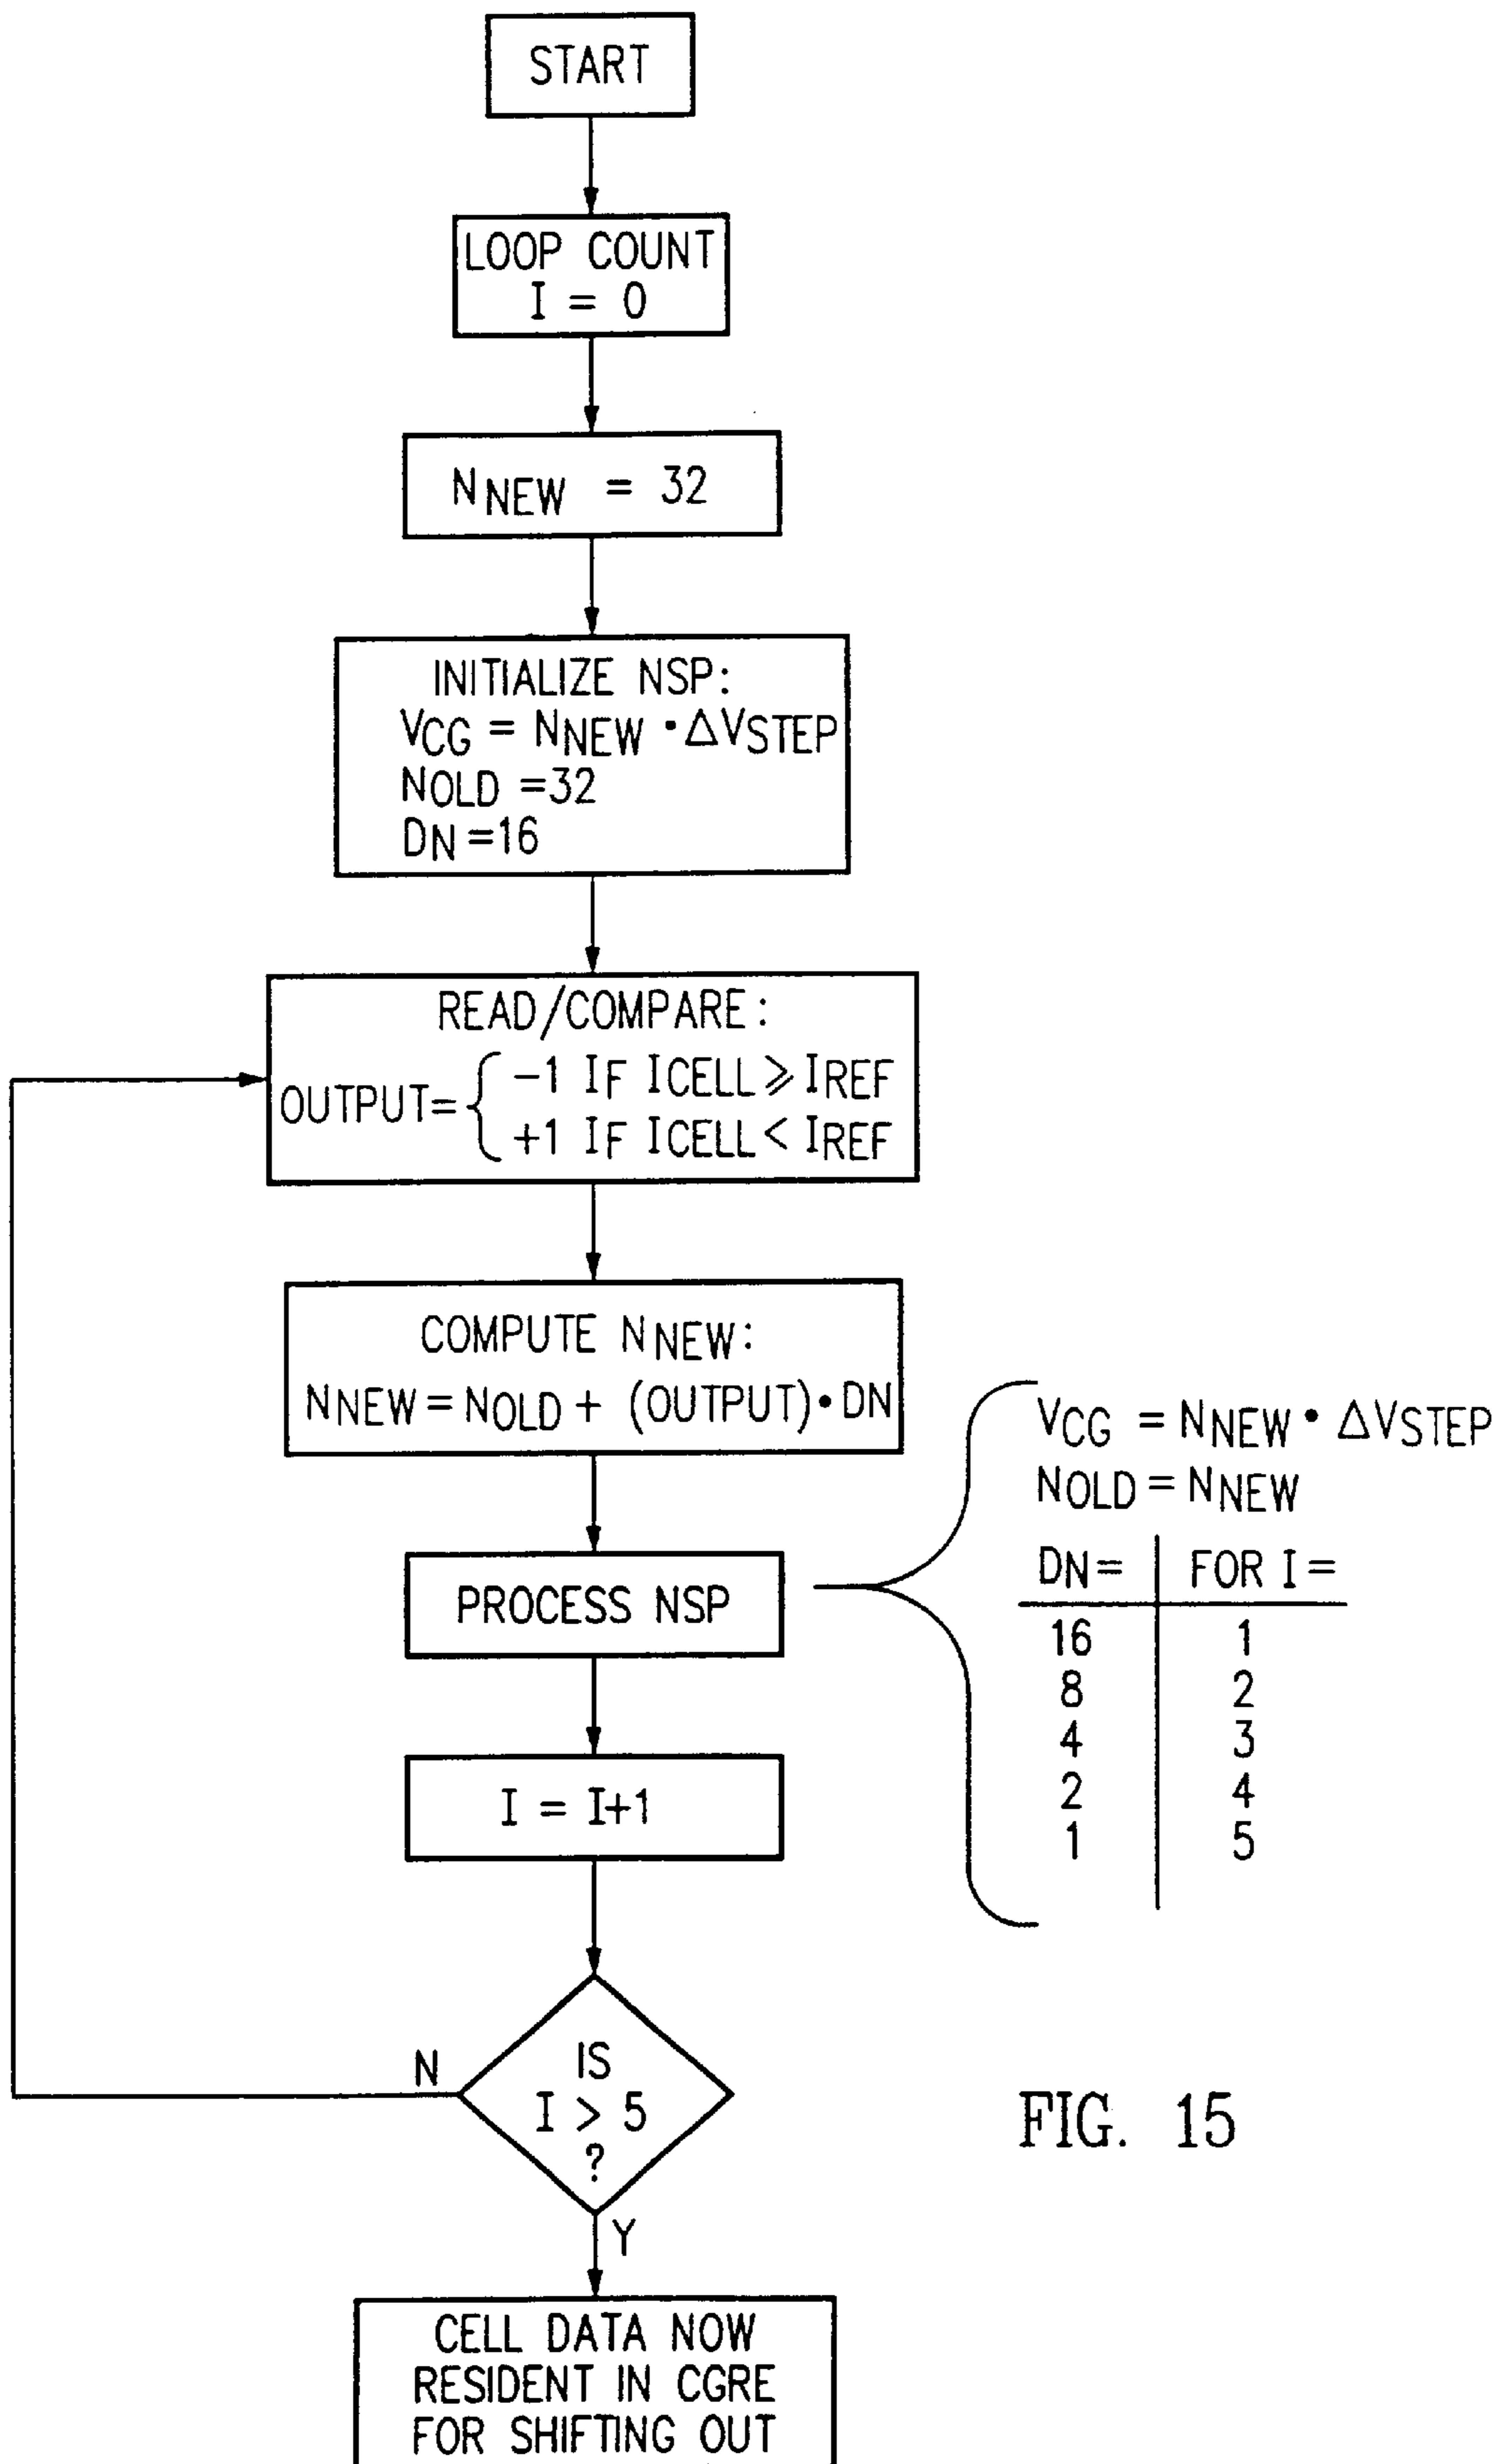 START
LOOP COUNT
I = 0
NNEW = 32
INITIALIZE NSP:
VCG = NNEW • ΔVSTEP
NOLD =32
DN =16
READ/COMPARE:
OUTPUT= { -1 IF ICELL ⩾ IREF
+1 IF ICELL < IREF
COMPUTE NNEW:
NNEW = NOLD + (OUTPUT) • DN
PROCESS NSP
VCG = NNEW • ΔVSTEP
NOLD = NNEW
DN= FOR I =
16 1
8 2
4 3
2 4
1 5
I = I+1
IS
I > 5
?
N
Y
FIG. 15
CELL DATA NOW
RESIDENT IN CGRE
FOR SHIFTING OUT